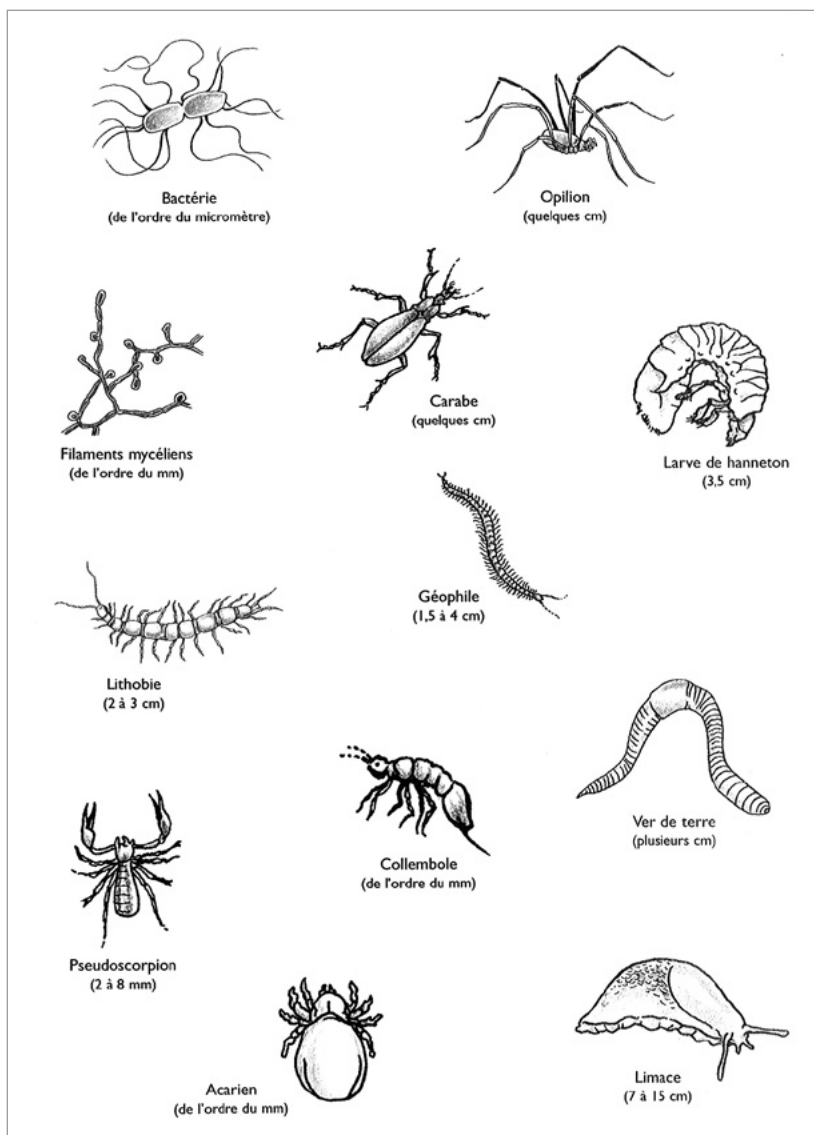 Bactérie
(de l'ordre du micromètre)
Opilion
(quelques cm)
Carabe
(quelques cm)
Filaments mycéliens
(de l'ordre du mm)
Larve de hanneton
(3,5 cm)
Géophile
(1,5 à 4 cm)
Lithobie
(2 à 3 cm)
Ver de terre
(plusieurs cm)
Collembole
(de l'ordre du mm)
Pseudoscorpion
(2 à 8 mm)
Limace
(7 à 15 cm)
Acarien
(de l'ordre du mm)